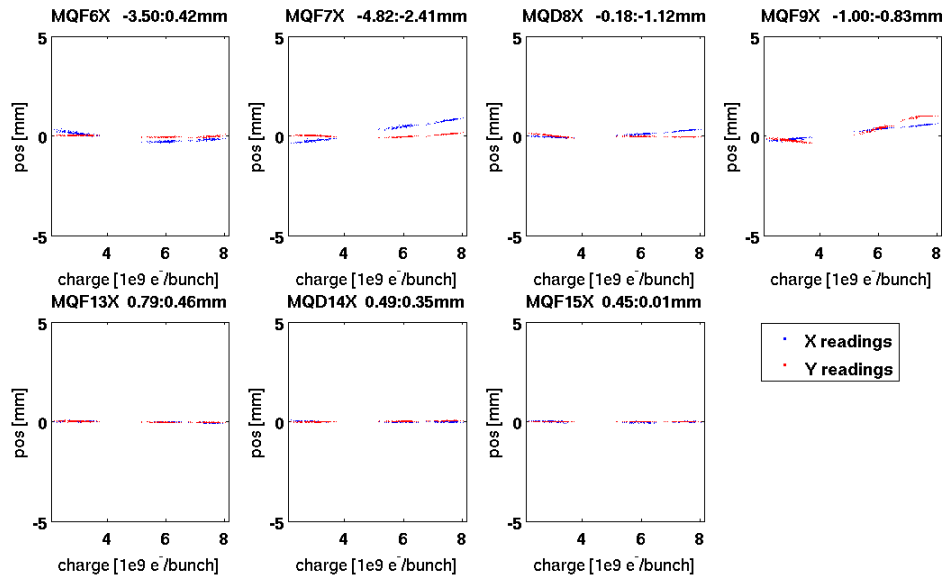 MQF6X -3.50:0.42mm
MQF7X -4.82:-2.41mm
MQD8X -0.18:-1.12mm
MQF9X -1.00:-0.83mm
5
0
-5
pos [mm]
4 6 8
charge [1e9 e⁻/bunch]
5
0
-5
pos [mm]
4 6 8
charge [1e9 e⁻/bunch]
5
0
-5
pos [mm]
4 6 8
charge [1e9 e⁻/bunch]
5
0
-5
pos [mm]
4 6 8
charge [1e9 e⁻/bunch]
MQF13X 0.79:0.46mm
MQD14X 0.49:0.35mm
MQF15X 0.45:0.01mm
5
0
-5
pos [mm]
4 6 8
charge [1e9 e⁻/bunch]
5
0
-5
pos [mm]
4 6 8
charge [1e9 e⁻/bunch]
5
0
-5
pos [mm]
4 6 8
charge [1e9 e⁻/bunch]
X readings
Y readings